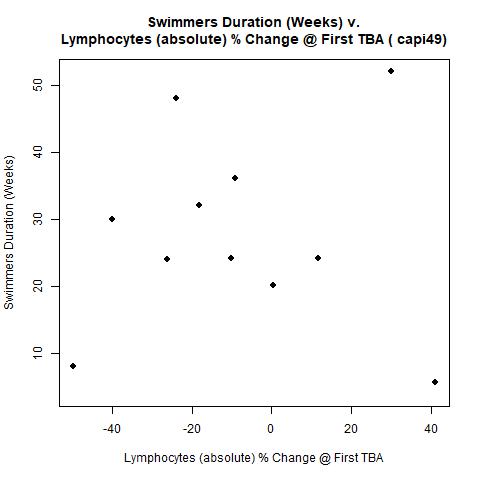 Swimmers Duration (Weeks) v.
Lymphocytes (absolute) % Change @ First TBA ( capi49)
Swimmers Duration (Weeks)
50
40
30
20
10
-40
-20
0
20
40
Lymphocytes (absolute) % Change @ First TBA